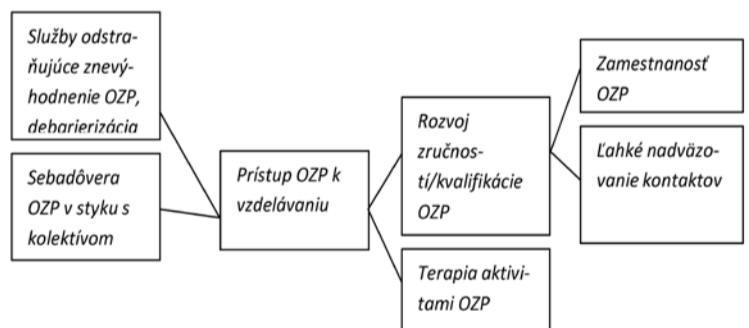 Služby odstra-
ňujúce znevý-
hodnenie OZP,
debarierizácia
Sebadôvera
OZP v styku s
kolektívom
Prístup OZP k
vzdelávaniu
Rozvoj
zručnos-
tí/kvalifikácie
OZP
Terapia aktivi-
tami OZP
Zamestnanosť
OZP
Ľahké nadväzo-
vanie kontaktov